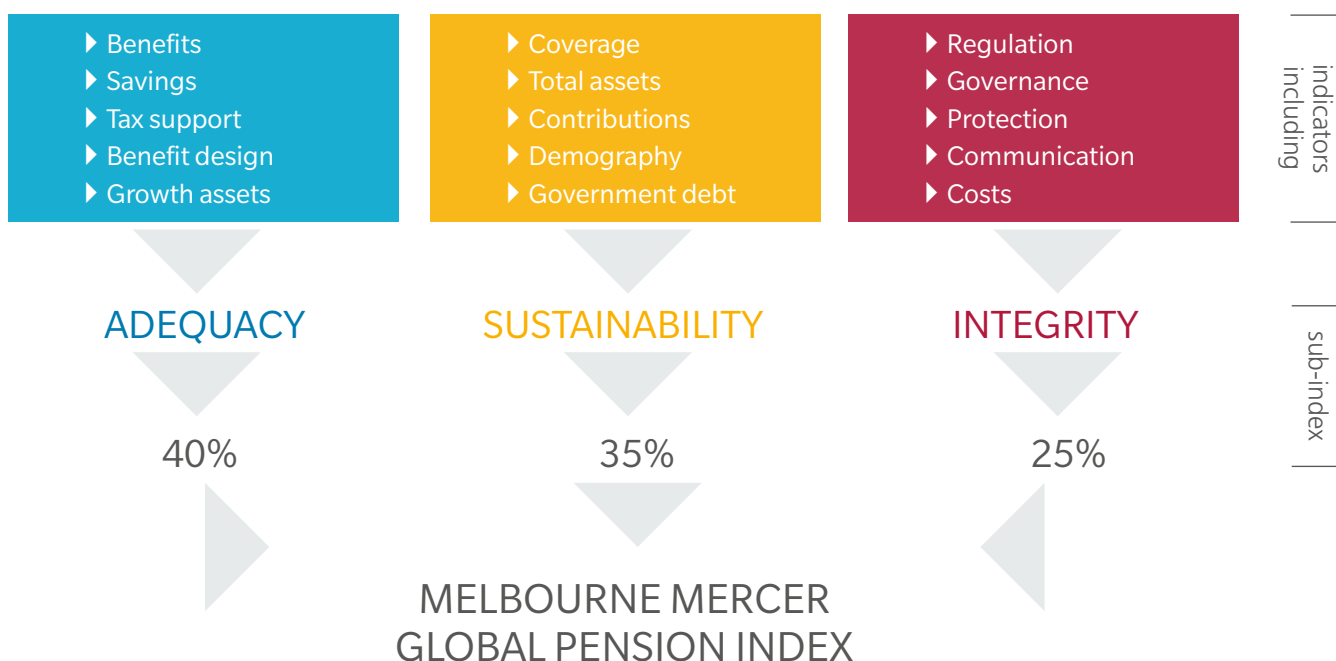 Benefits
Savings
Tax support
Benefit design
Growth assets
Coverage
Total assets
Contributions
Demography
Government debt
Regulation
Governance
Protection
Communication
Costs
indicators
including
ADEQUACY
SUSTAINABILITY
INTEGRITY
sub-index
40%
35%
25%
MELBOURNE MERCER
GLOBAL PENSION INDEX